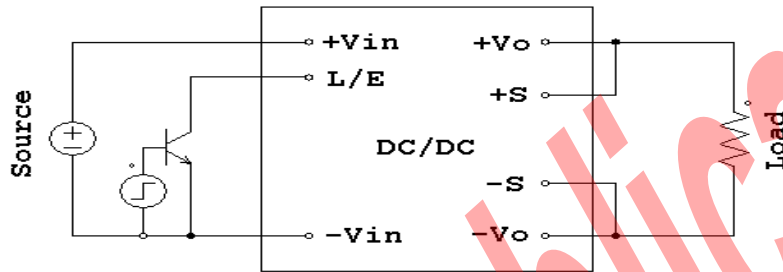 +Vin +Vo
L/E
+S
Source
DC/DC
Load
-S
-Vin -Vo